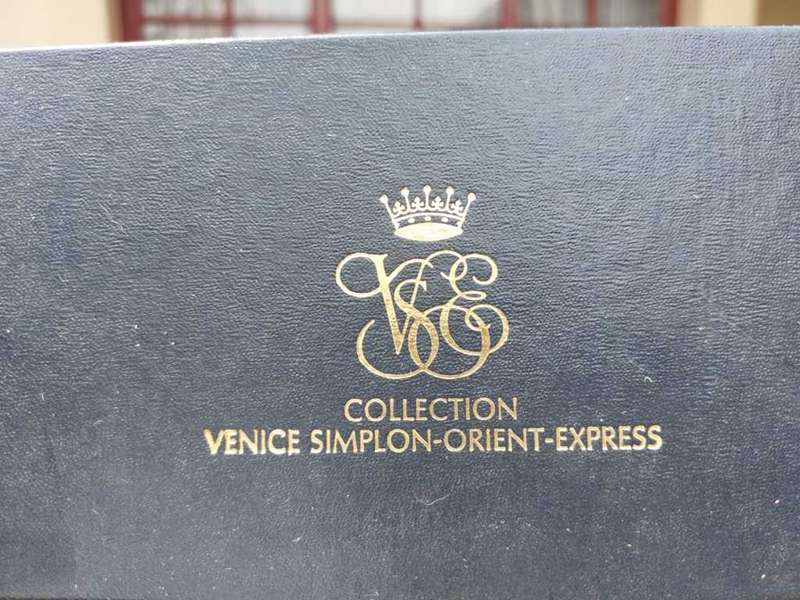 VSOE
COLLECTION
VENICE SIMPLON-ORIENT-EXPRESS